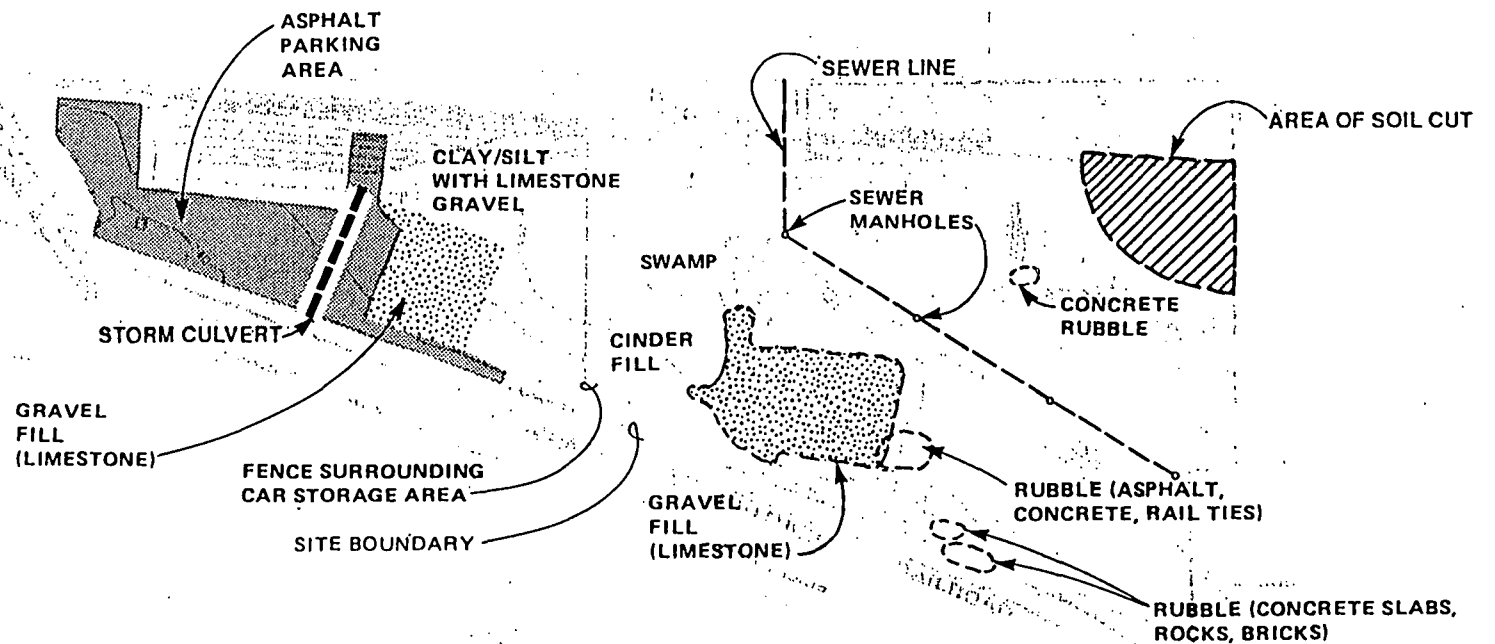 ASPHALT
PARKING
AREA
SEWER LINE
AREA OF SOIL CUT
CLAY/SILT
WITH LIMESTONE
GRAVEL
SEWER
MANHOLES
SWAMP
CONCRETE
RUBBLE
STORM CULVERT
CINDER
FILL
GRAVEL
FILL
(LIMESTONE)
FENCE SURROUNDING
CAR STORAGE AREA
RUBBLE (ASPHALT,
CONCRETE, RAIL TIES)
GRAVEL
FILL
(LIMESTONE)
SITE BOUNDARY
RAILROAD
RUBBLE (CONCRETE SLABS,
ROCKS, BRICKS)